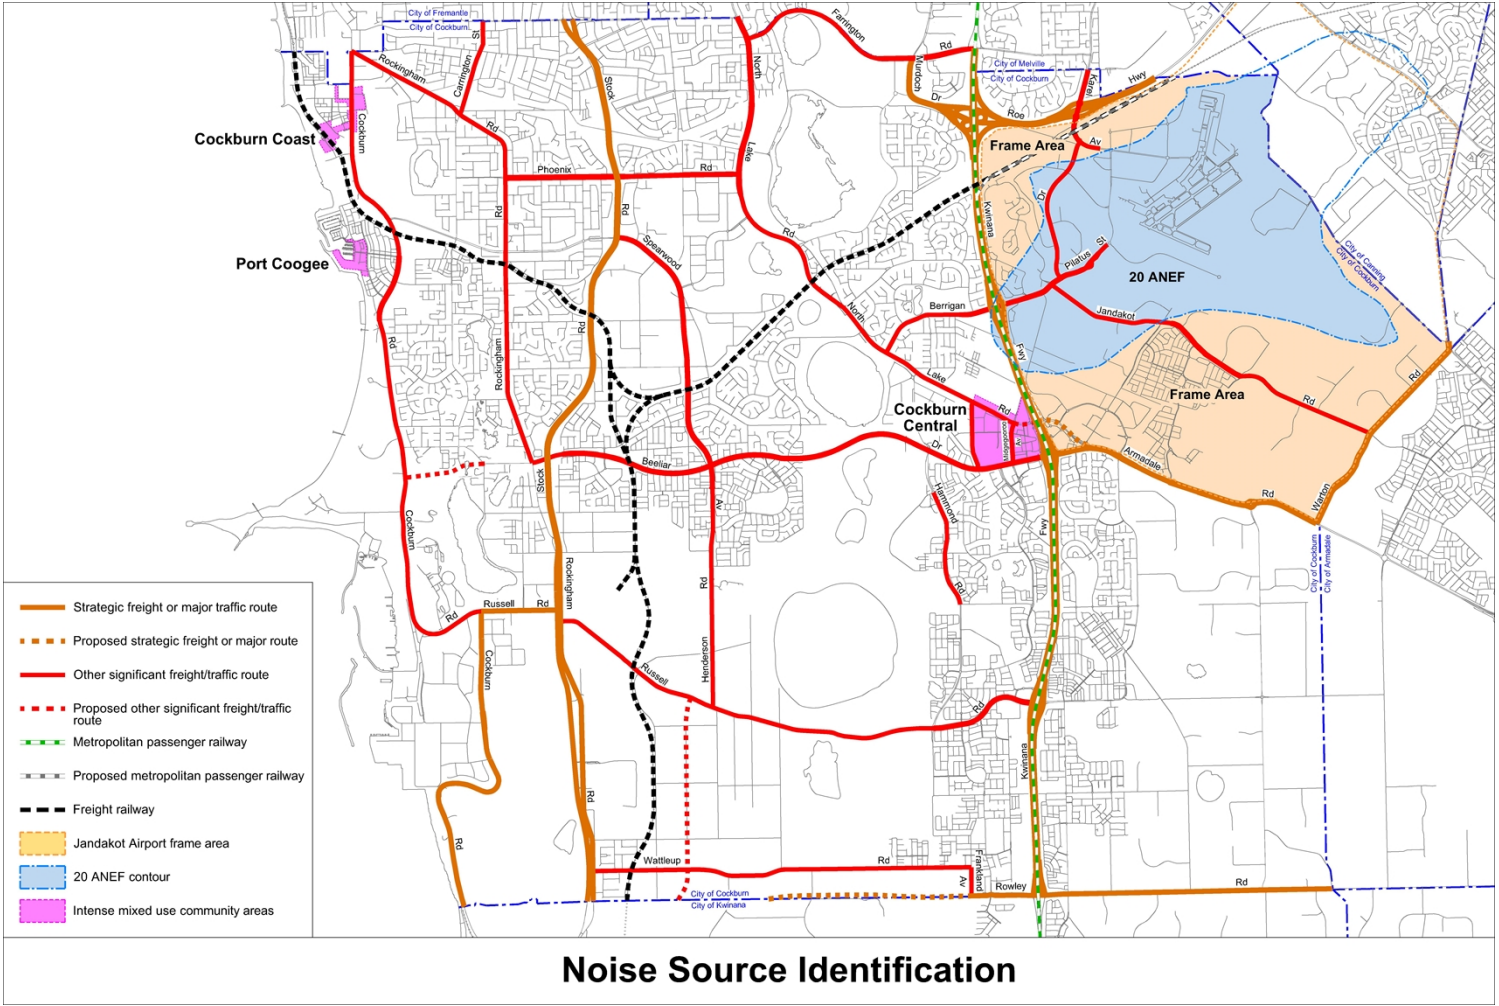 City of Fremantle
City of Cockburn
St
Carrington
Rockingham
Rd
Stock
North
Farrington
Rd
Murdoch
Dr
City of Melville
City of Cockburn
Karel
Hwy
Roe
Av
Frame Area
Cockburn Coast
Cockburn
Phoenix
Rd
Lake
Rd
Rd
Dr
Kwinana
Spearwood
Rd
Pilatus
St
20 ANEF
City of Canning
City of Cockburn
Port Coogee
Rd
Rd
Rockingham
North
Berrigan
Jandakot
Fwy
Lake
Rd
Frame Area
Rd
Rd
Cockburn
Central
Dr
Av
Beeliar
Stock
Armadale
Rd
Warton
Av
Hammond
Rd
Fwy
Cockburn
City of Cockburn
City of Armadale
Rockingham
Rd
Henderson
Russell
Rd
Rd
Cockburn
Russell
Rd
Kwinana
Rd
Rd
Wattleup
Rd
Frankland
Av
Rowley
Rd
City of Cockburn
City of Kwinana
Strategic freight or major traffic route
Proposed strategic freight or major route
Other significant freight/traffic route
Proposed other significant freight/traffic
route
Metropolitan passenger railway
Proposed metropolitan passenger railway
Freight railway
Jandakot Airport frame area
20 ANEF contour
Intense mixed use community areas
Noise Source Identification